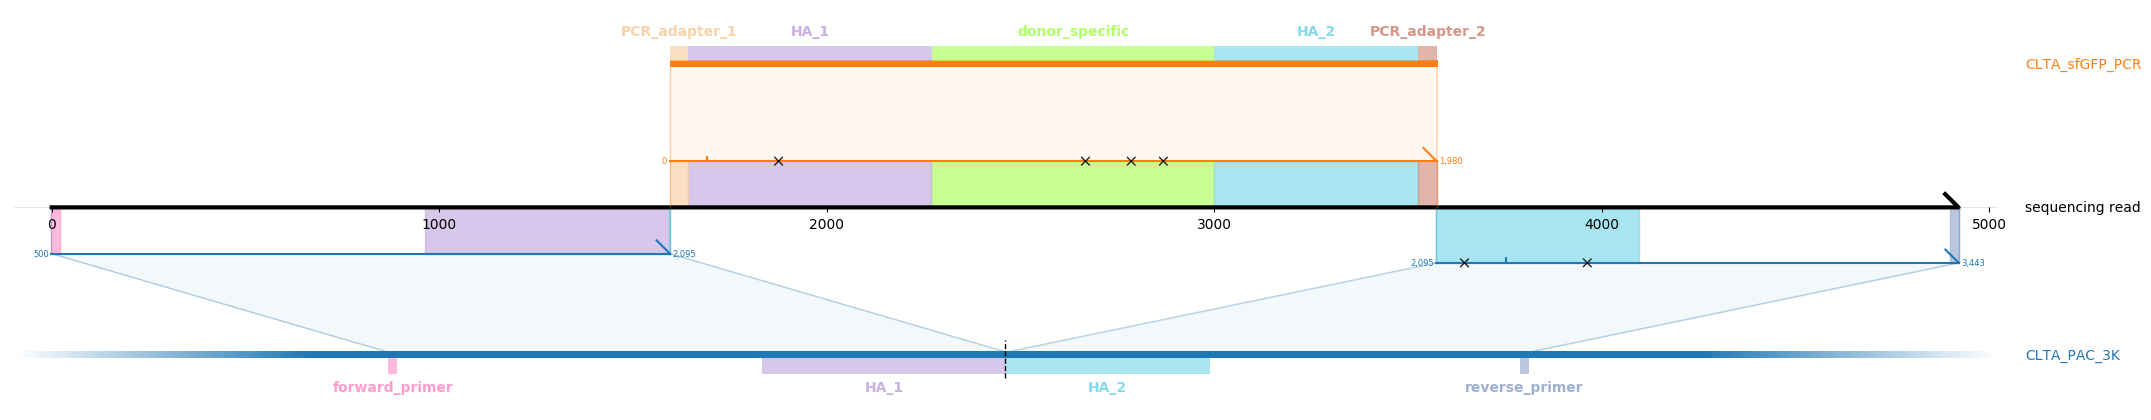 PCR_adapter_1 HA_1 donor_specific HA_2 PCR_adapter_2
CLTA_sfGFP_PCR
0 1,980
sequencing read
0 1000 2000 3000 4000 5000
500 2,095 2,095 3,443
CLTA_PAC_3K
forward_primer HA_1 HA_2 reverse_primer